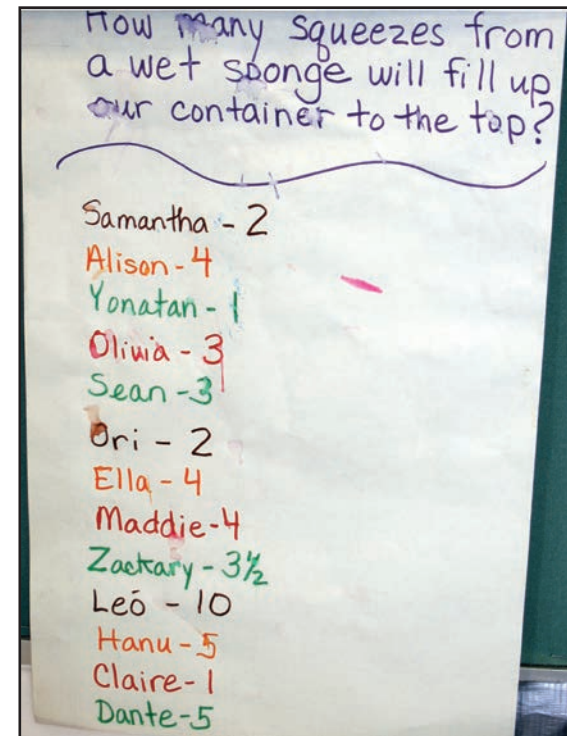 How many squeezes from
a wet sponge will fill up
our container to the top?
Samantha - 2
Alison - 4
Yonatan - 1
Olivia - 3
Sean - 3
Ori - 2
Ella - 4
Maddie - 4
Zackary - 3½
Leo - 10
Hanu - 5
Claire - 1
Dante - 5